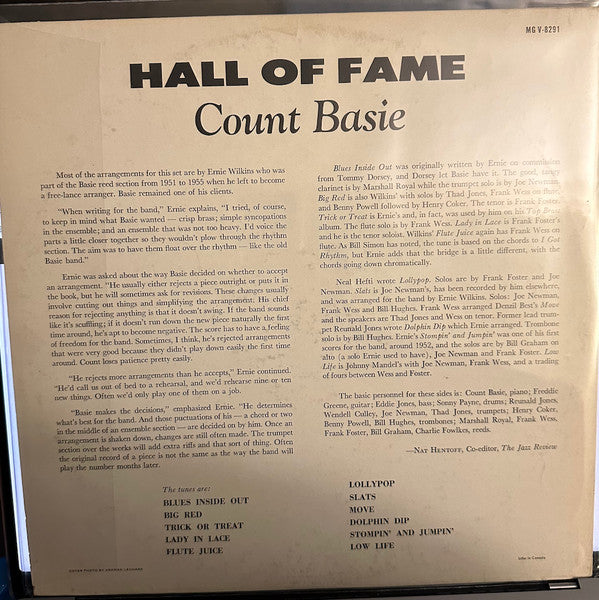 MG V-8291
HALL OF FAME
Count Basie
Most of the arrangements for this set are by Ernie Wilkins who was
part of the Basie reed section from 1951 to 1955 when he left to become
a free-lance arranger. Basie remained one of his clients.
"When writing for the band," Ernie explains, "I tried, of course,
to keep in mind what Basie wanted — crisp brass; simple syncopations
in the ensemble; and an ensemble that was not too heavy. I'd voice the
parts a little closer together so they wouldn't plow through the rhythm
section. The aim was to have them float over the rhythm — like the old
Basie band."
Ernie was asked about the way Basie decided on whether to accept
an arrangement. "He usually either rejects a piece outright or puts it in
the book, but he will sometimes ask for revisions. These changes usually
involve cutting out things and simplifying the arrangement. His chief
reason for rejecting anything is that it doesn't swing. If the band sounds
like it's scuffling; if it doesn't run down the new piece naturally the first
time around, he's apt to become negative. The score has to have a feeling
of freedom for the band. Sometimes, I think, he's rejected arrangements
that were very good because they didn't play down easily the first time
around. Count loses patience pretty easily.
"He rejects more arrangements than he accepts," Ernie continued.
"He'd call us out of bed to a rehearsal, and we'd rehearse nine or ten
new things. Often we'd only play one of them on a job.
"Basie makes the decisions," emphasized Ernie. "He determines
what's best for the band. And those punctuations of his — a chord or two
in the middle of an ensemble section — are decided on by him. Once an
arrangement is shaken down, changes are still often made. The trumpet
section over the works will add extra riffs and that sort of thing. Often
the original record of a piece is not the same as the way the band will
play the number months later.
Blues Inside Out was originally written by Ernie on commission
from Tommy Dorsey, and Dorsey let Basie have it. The good, tangy
clarinet is by Marshall Royal while the trumpet solo is by Joe Newman.
Big Red is also Wilkins' with solos by Thad Jones, Frank Wess on flute,
and Benny Powell followed by Henry Coker. The tenor is Frank Foster's.
Trick or Treat is Ernie's and, in fact, was used by him on his Top Brass
album. The flute solo is by Frank Wess. Lady in Lace is Frank Foster's
and he is the tenor soloist. Wilkins' Flute Juice again has Frank Wess on
flute. As Bill Simon has noted, the tune is based on the chords to I Got
Rhythm, but Ernie adds that the bridge is a little different, with the
chords going down chromatically.
Neal Hefti wrote Lollypop. Solos are by Frank Foster and Joe
Newman. Slats is Joe Newman's, has been recorded by him elsewhere,
and was arranged for the band by Ernie Wilkins. Solos: Joe Newman,
Frank Wess and Bill Hughes. Frank Wess arranged Denzil Best's Move
and the speakers are Thad Jones and Wess on tenor. Former lead trum-
pet Reunald Jones wrote Dolphin Dip which Ernie arranged. Trombone
solo is by Bill Hughes. Ernie's Stompin' and Jumpin' was one of his first
scores for the band, around 1952, and the solos are by Bill Graham on
alto (a solo Ernie used to have), Joe Newman and Frank Foster. Low
Life is Johnny Mandel's with Joe Newman, Frank Wess, and a trading
of fours between Wess and Foster.
The basic personnel for these sides is: Count Basie, piano; Freddie
Greene, guitar; Eddie Jones, bass; Sonny Payne, drums; Reunald Jones,
Wendell Culley, Joe Newman, Thad Jones, trumpets; Henry Coker,
Benny Powell, Bill Hughes, trombones; Marshall Royal, Frank Wess,
Frank Foster, Bill Graham, Charlie Fowlkes, reeds.
—NAT HENTOFF, Co-editor, The Jazz Review
The tunes are:
BLUES INSIDE OUT
BIG RED
TRICK OR TREAT
LADY IN LACE
FLUTE JUICE
LOLLYPOP
SLATS
MOVE
DOLPHIN DIP
STOMPIN' AND JUMPIN'
LOW LIFE
COVER PHOTO BY HERMAN LEONARD
Litho in Canada